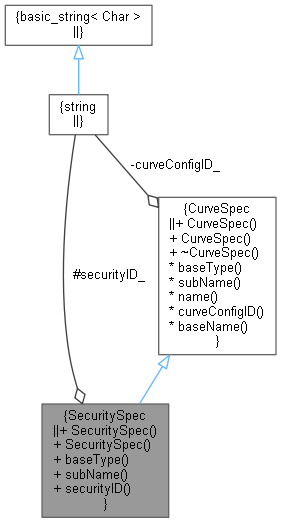 {basic_string< Char >
||}
{string
||}
-curveConfigID_
{CurveSpec
||+ CurveSpec()
+ CurveSpec()
+ ~CurveSpec()
* baseType()
* subName()
* name()
* curveConfigID()
* baseName()
}
#securityID_
{SecuritySpec
||+ SecuritySpec()
+ SecuritySpec()
+ baseType()
+ subName()
+ securityID()
}